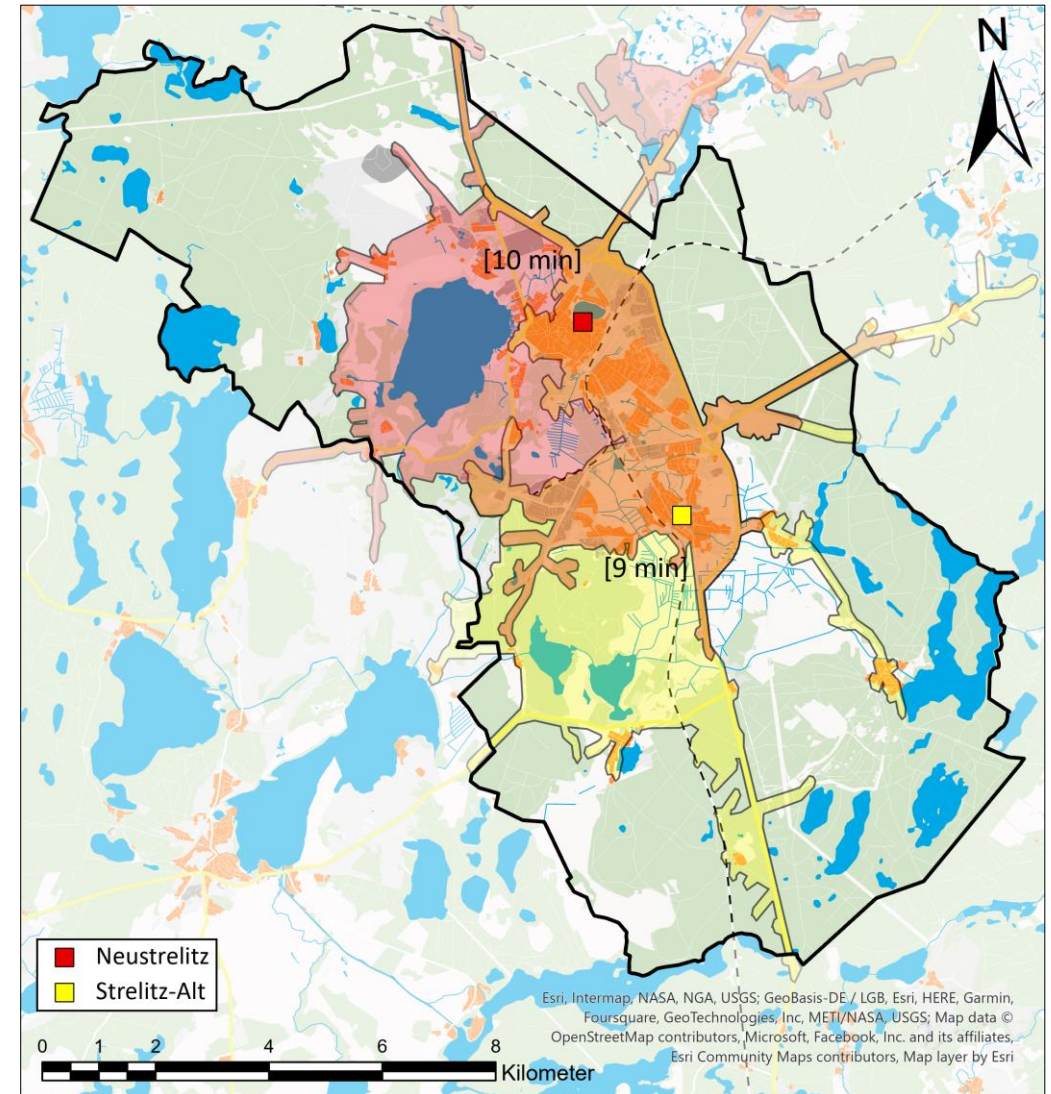 N
[10 min]
[9 min]
Neustrelitz
Strelitz-Alt
Esri, Intermap, NASA, NGA, USGS; GeoBasis-DE / LGB, Esri, HERE, Garmin,
Foursquare, GeoTechnologies, Inc, METI/NASA, USGS; Map data ©
OpenStreetMap contributors, Microsoft, Facebook, Inc. and its affiliates,
Esri Community Maps contributors, Map layer by Esri
0 1 2 4 6 8
Kilometer